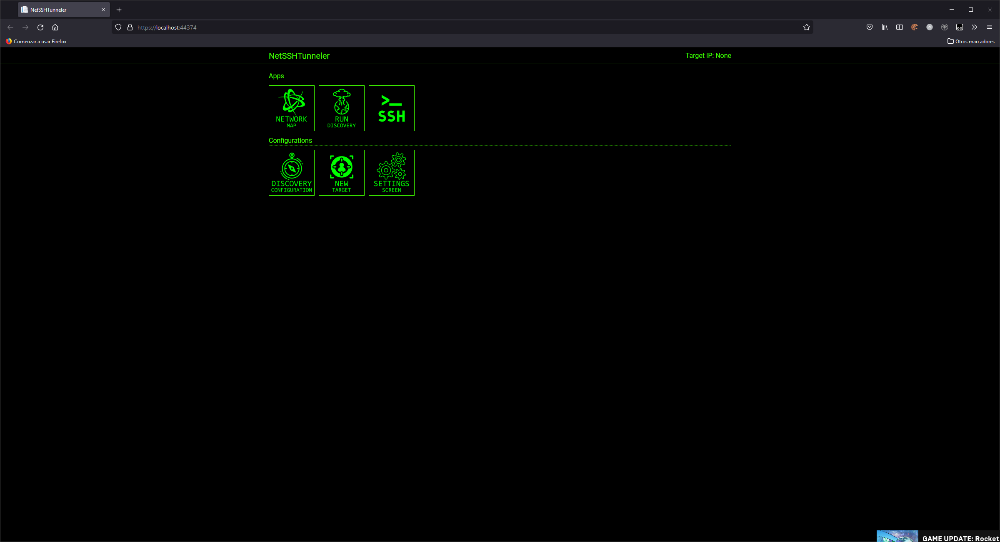 NetSSHTunneler
https://localhost:44374
Comenzar a usar Firefox
Otros marcadores
NetSSHTunneler
Target IP: None
Apps
NETWORK
MAP
RUN
DISCOVERY
>_
SSH
Configurations
DISCOVERY
CONFIGURATION
NEW
TARGET
SETTINGS
SCREEN
GAME UPDATE: Rocket